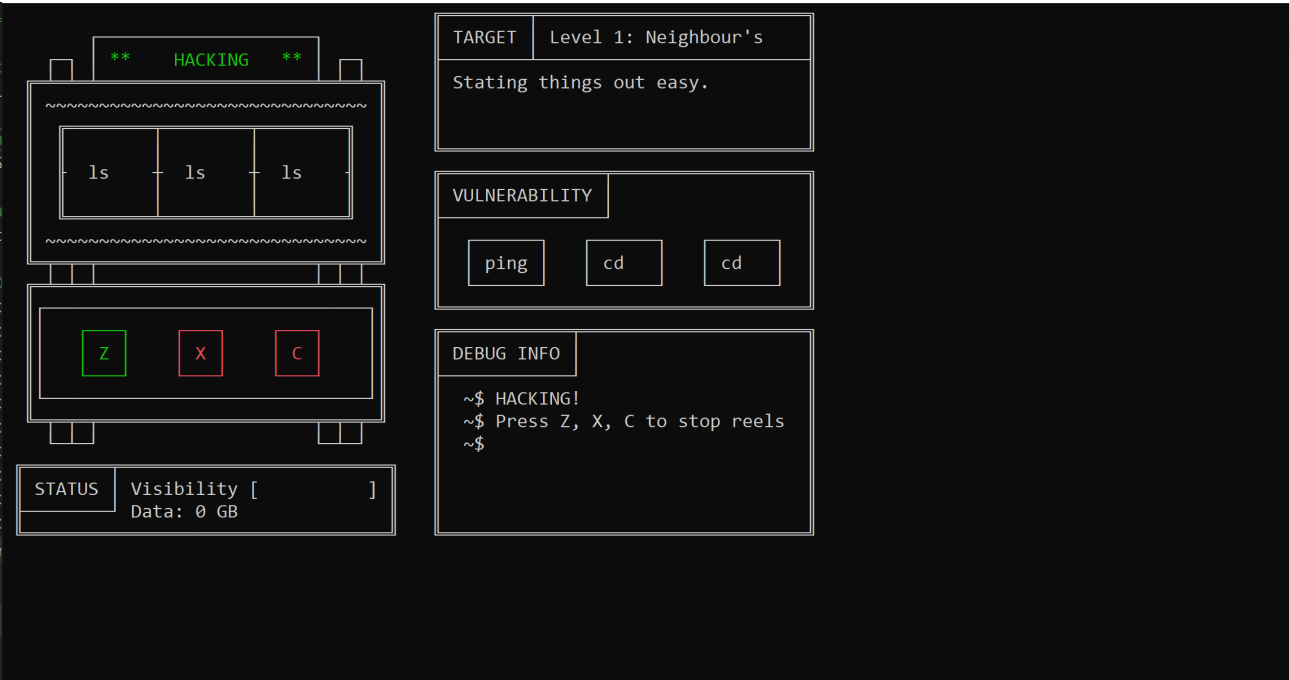 ** HACKING **
~~~~~~~~~~~~~~~~~~~~~~~~~~~~~~
ls ls ls
~~~~~~~~~~~~~~~~~~~~~~~~~~~~~~
Z X C
STATUS Visibility [ ]
Data: 0 GB
TARGET Level 1: Neighbour's
Stating things out easy.
VULNERABILITY
ping cd cd
DEBUG INFO
~$ HACKING!
~$ Press Z, X, C to stop reels
~$